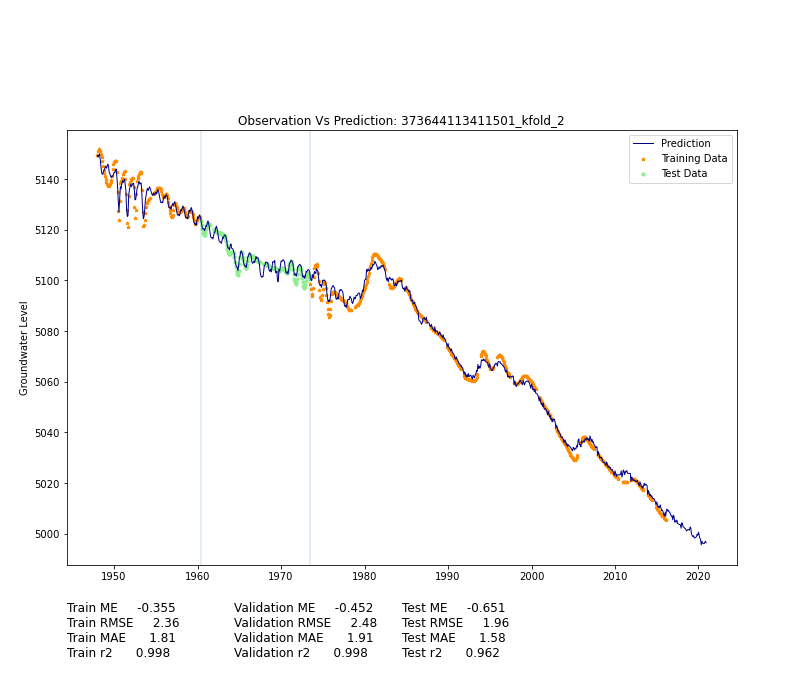 Observation Vs Prediction: 373644113411501_kfold_2
Prediction
Training Data
Test Data
Groundwater Level
5140
5120
5100
5080
5060
5040
5020
5000
1950 1960 1970 1980 1990 2000 2010 2020
Train ME -0.355 Validation ME -0.452 Test ME -0.651
Train RMSE 2.36 Validation RMSE 2.48 Test RMSE 1.96
Train MAE 1.81 Validation MAE 1.91 Test MAE 1.58
Train r2 0.998 Validation r2 0.998 Test r2 0.962